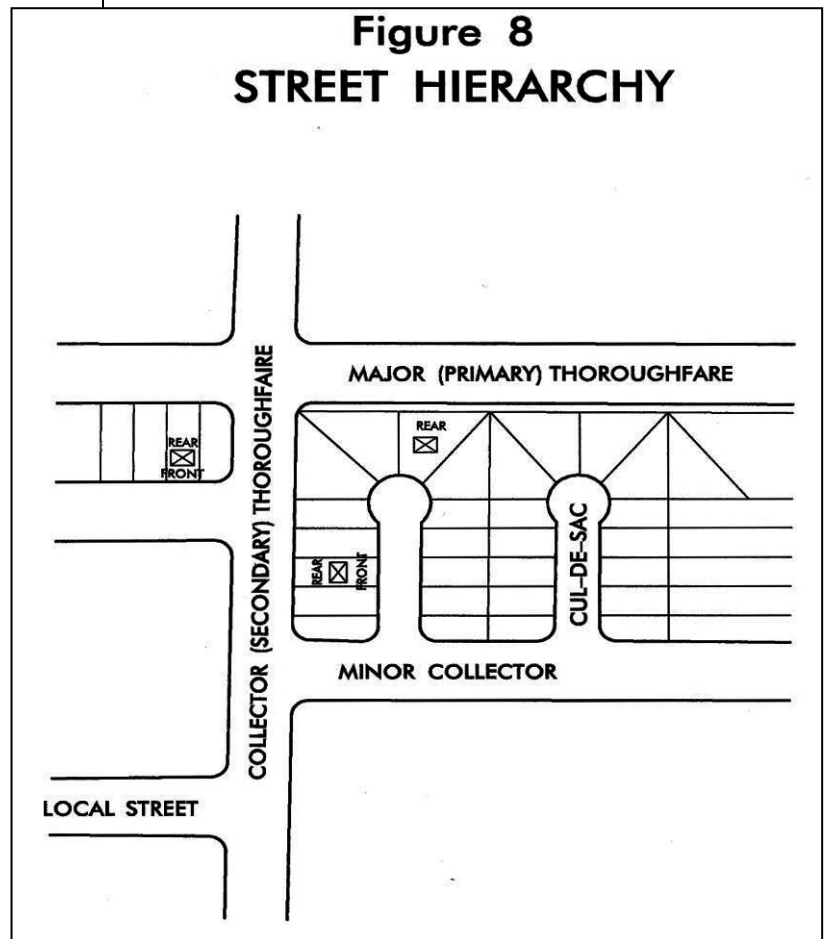 Figure 8
STREET HIERARCHY
MAJOR (PRIMARY) THOROUGHFARE
COLLECTOR (SECONDARY) THOROUGHFAIRE
REAR
REAR
FRONT
CUL-DE-SAC
REAR
FRONT
MINOR COLLECTOR
LOCAL STREET